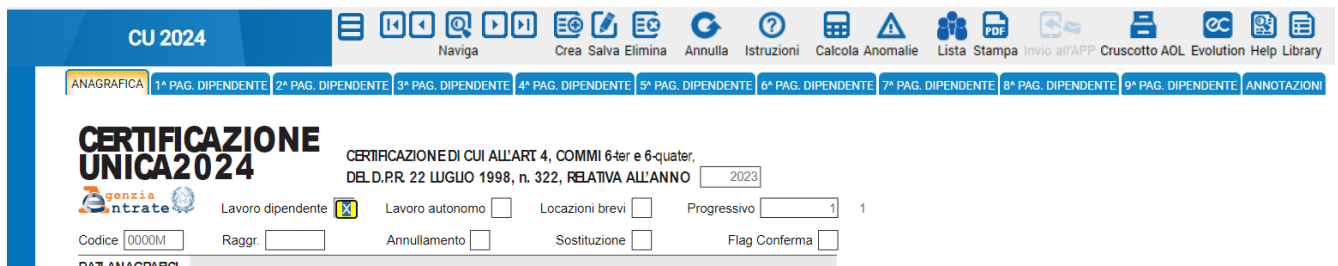 CU 2024
Naviga Crea Salva Elimina Annulla Istruzioni Calcola Anomalie Lista Stampa Invio all'APP Cruscotto AOL Evolution Help Library
ANAGRAFICA 1^ PAG. DIPENDENTE 2^ PAG. DIPENDENTE 3^ PAG. DIPENDENTE 4^ PAG. DIPENDENTE 5^ PAG. DIPENDENTE 6^ PAG. DIPENDENTE 7^ PAG. DIPENDENTE 8^ PAG. DIPENDENTE 9^ PAG. DIPENDENTE ANNOTAZIONI
CERTIFICAZIONE
UNICA2024
CERTIFICAZIONE DI CUI ALL'ART. 4, COMMI 6-ter e 6-quater,
DEL D.P.R. 22 LUGLIO 1998, n. 322, RELATIVA ALL'ANNO 2023
genzia
ntrate
Lavoro dipendente X Lavoro autonomo Locazioni brevi Progressivo 1 1
Codice 0000M Raggr. Annullamento Sostituzione Flag Conferma
DATI ANAGRAFICI